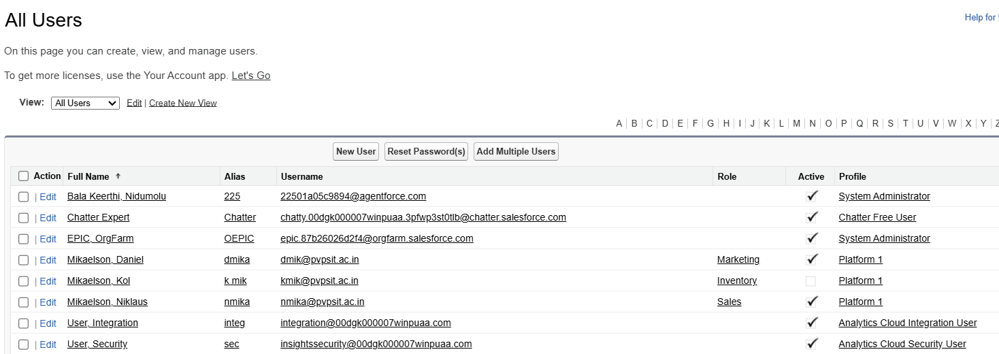 All Users
Help for
On this page you can create, view, and manage users.
To get more licenses, use the Your Account app. Let's Go
View: All Users Edit | Create New View
A | B | C | D | E | F | G | H | I | J | K | L | M | N | O | P | Q | R | S | T | U | V | W | X | Y | Z
New User Reset Password(s) Add Multiple Users
Action Full Name ↑ Alias Username Role Active Profile
| Edit Bala Keerthi, Nidumolu 225 22501a05c9894@agentforce.com System Administrator
| Edit Chatter Expert Chatter chatty.00dgk000007winpuaa.3pfwp3st0tlb@chatter.salesforce.com Chatter Free User
| Edit EPIC, OrgFarm OEPIC epic.87b26026d2f4@orgfarm.salesforce.com System Administrator
| Edit Mikaelson, Daniel dmika dmik@pvpsit.ac.in Marketing Platform 1
| Edit Mikaelson, Kol k mik kmik@pvpsit.ac.in Inventory Platform 1
| Edit Mikaelson, Niklaus nmika nmika@pvpsit.ac.in Sales Platform 1
| Edit User, Integration integ integration@00dgk000007winpuaa.com Analytics Cloud Integration User
| Edit User, Security sec insightssecurity@00dgk000007winpuaa.com Analytics Cloud Security User